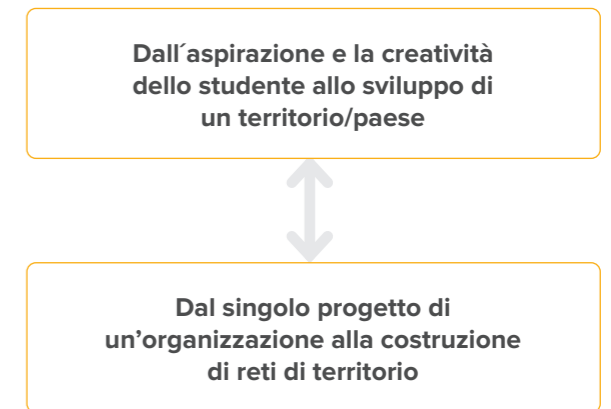 Dall´aspirazione e la creatività
dello studente allo sviluppo di
un territorio/paese
Dal singolo progetto di
un’organizzazione alla costruzione
di reti di territorio